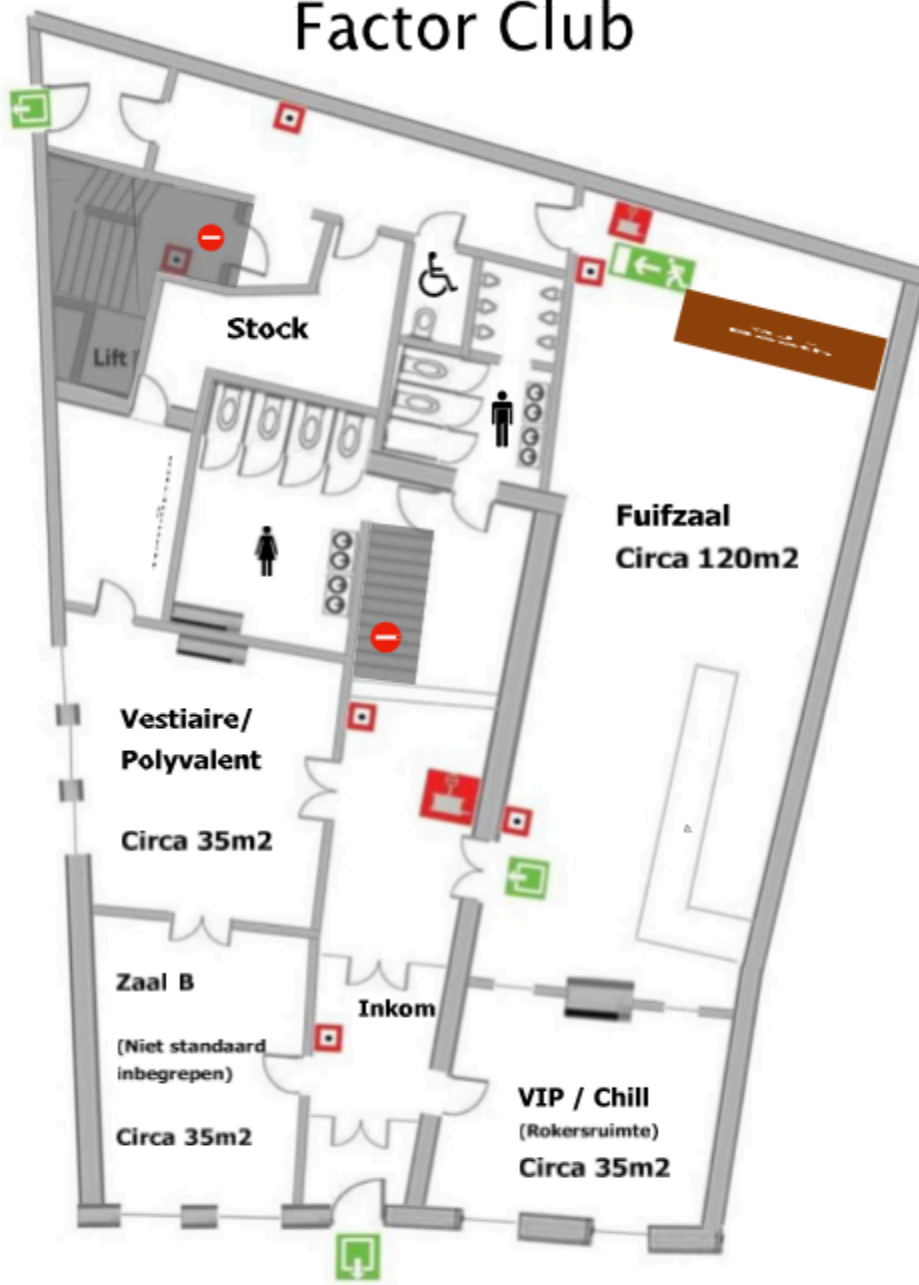 Factor Club
Stock
Lift
Fuifzaal
Circa 120m2
Vestiaire/
Polyvalent
Circa 35m2
Zaal B
(Niet standaard
inbegrepen)
Circa 35m2
Inkom
VIP / Chill
(Rokersruimte)
Circa 35m2